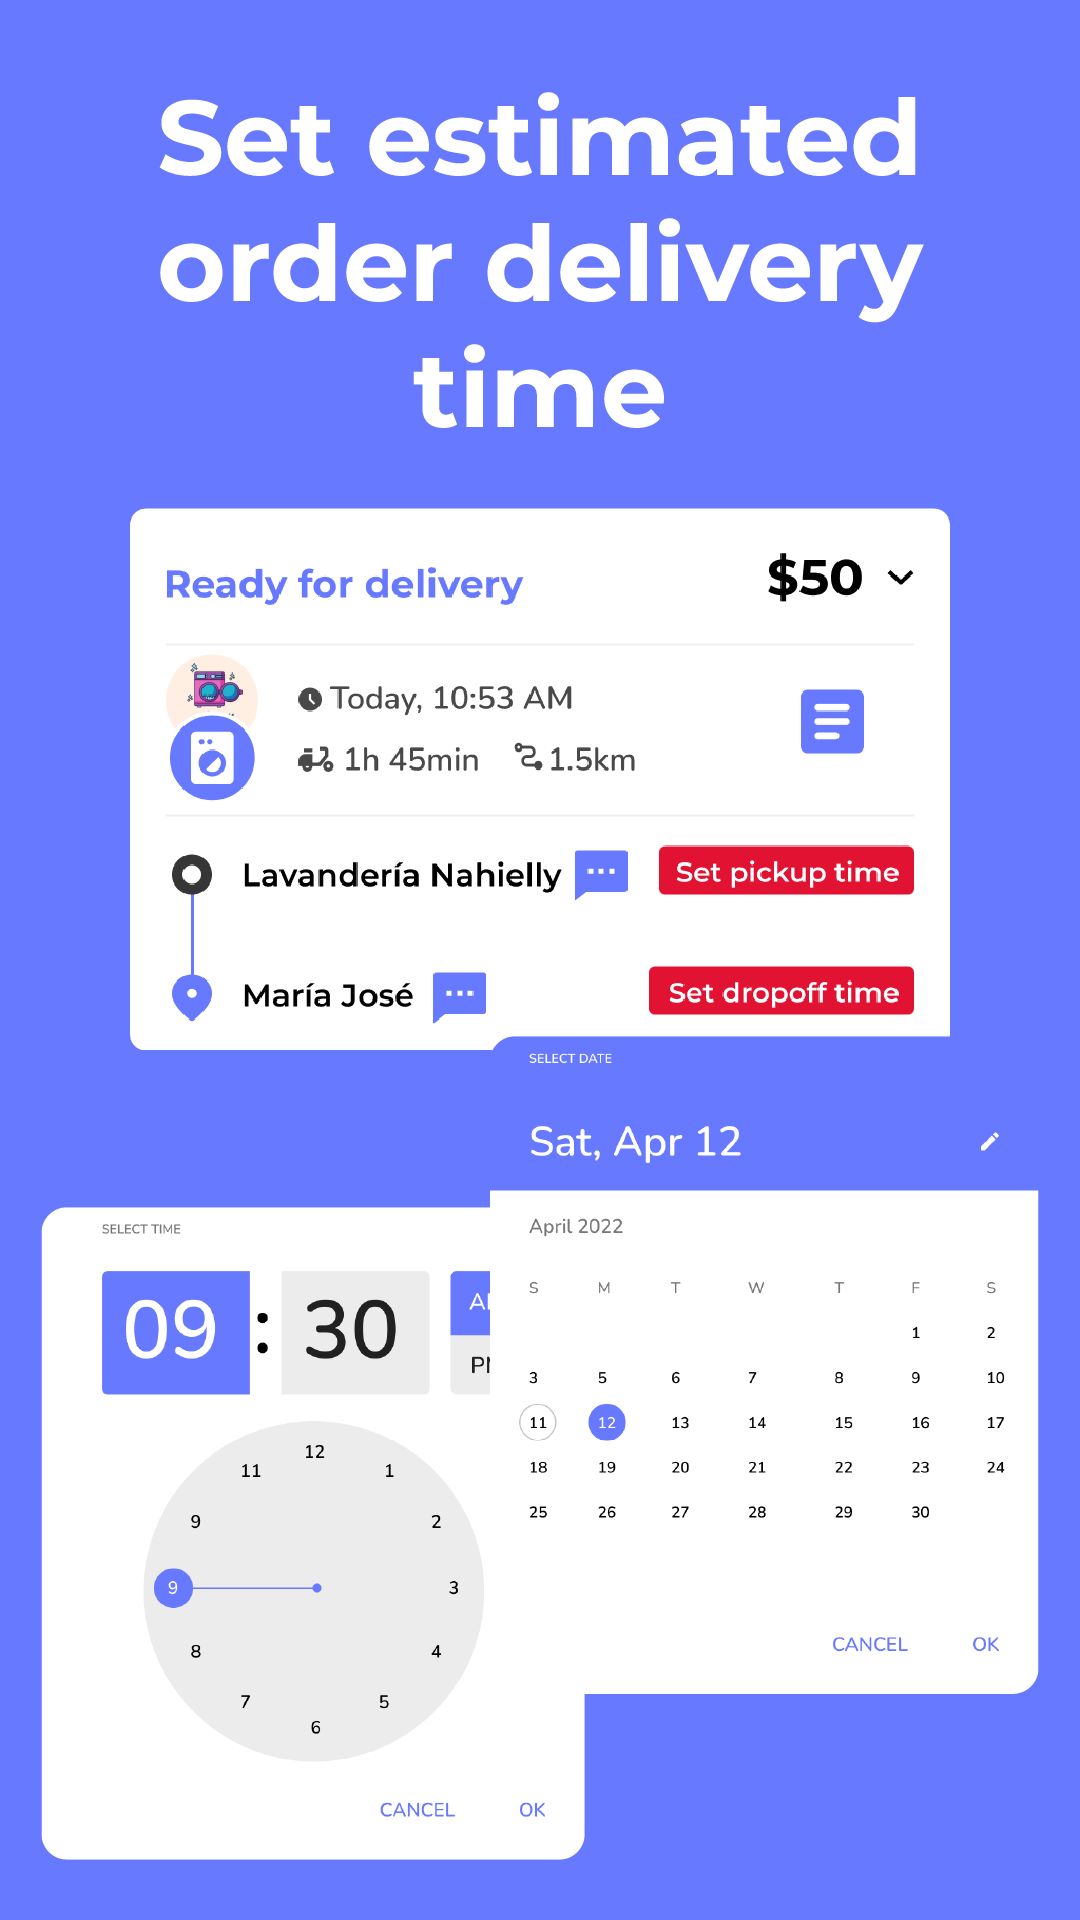 Set estimated
order delivery
time
Ready for delivery
$50
Today, 10:53 AM
1h 45min 1.5km
Lavandería Nahielly
Set pickup time
María José
Set dropoff time
SELECT DATE
Sat, Apr 12
April 2022
S M T W T F S
1 2
3 5 6 7 8 9 10
11 12 13 14 15 16 17
18 19 20 21 22 23 24
25 26 27 28 29 30
CANCEL OK
SELECT TIME
09 : 30
12
11 1
9 2
9 3
8 4
7 5
6
CANCEL OK